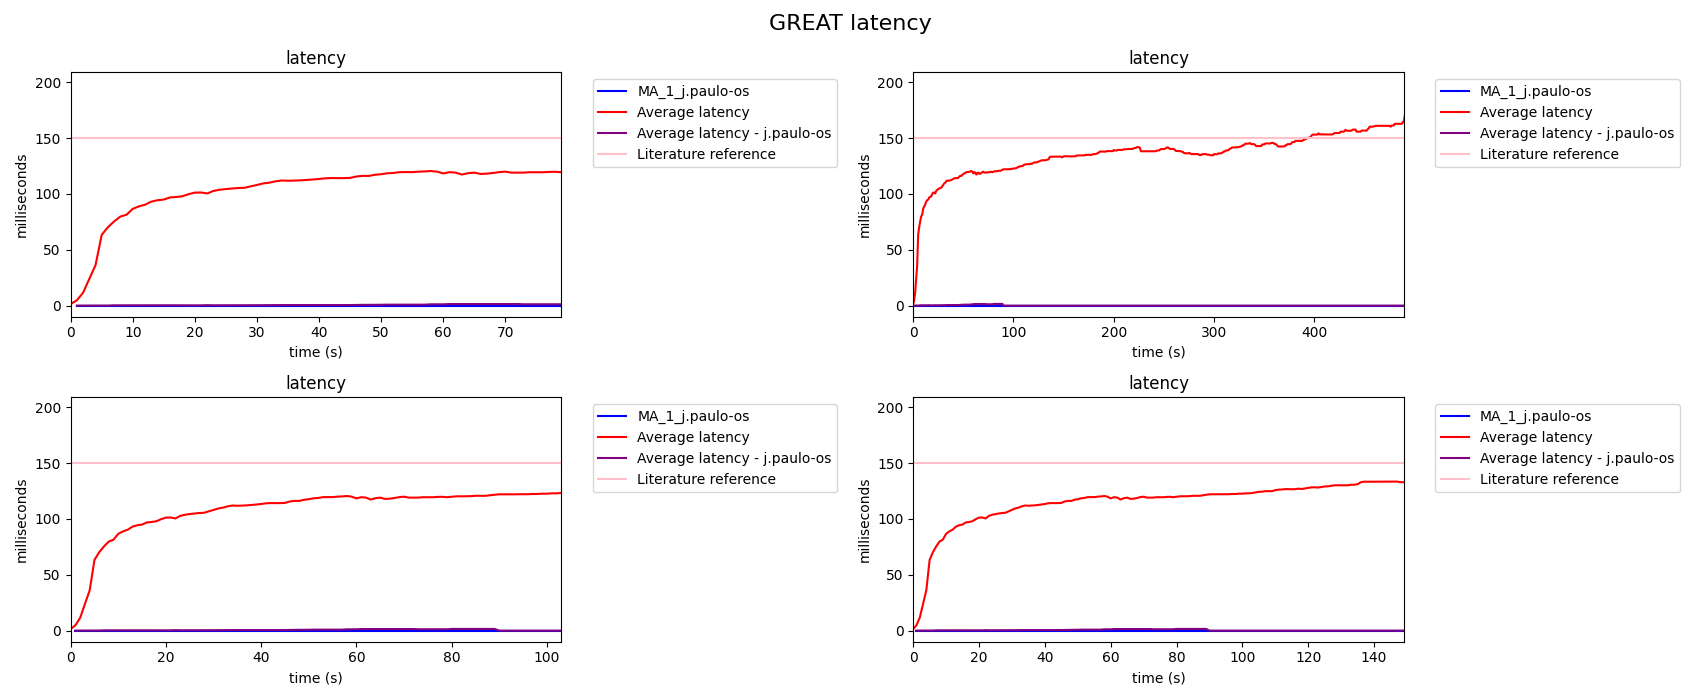 GREAT latency
latency
200
150
100
50
0
milliseconds
0 10 20 30 40 50 60 70
time (s)
MA_1_j.paulo-os
Average latency
Average latency - j.paulo-os
Literature reference
latency
200
150
100
50
0
milliseconds
0 100 200 300 400
time (s)
MA_1_j.paulo-os
Average latency
Average latency - j.paulo-os
Literature reference
latency
200
150
100
50
0
milliseconds
0 20 40 60 80 100
time (s)
MA_1_j.paulo-os
Average latency
Average latency - j.paulo-os
Literature reference
latency
200
150
100
50
0
milliseconds
0 20 40 60 80 100 120 140
time (s)
MA_1_j.paulo-os
Average latency
Average latency - j.paulo-os
Literature reference